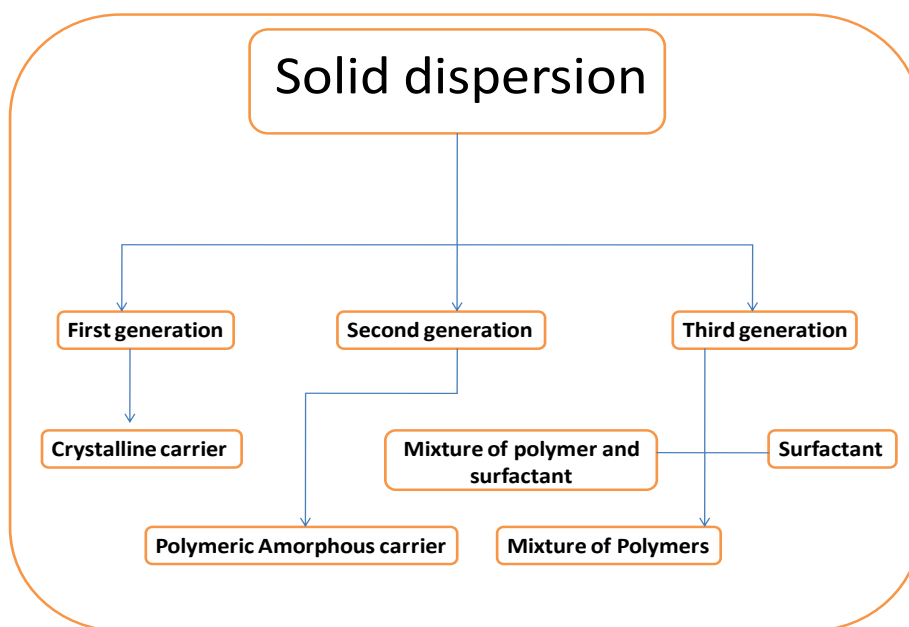 Solid dispersion
First generation
Second generation
Third generation
Crystalline carrier
Mixture of polymer and
surfactant
Surfactant
Polymeric Amorphous carrier
Mixture of Polymers